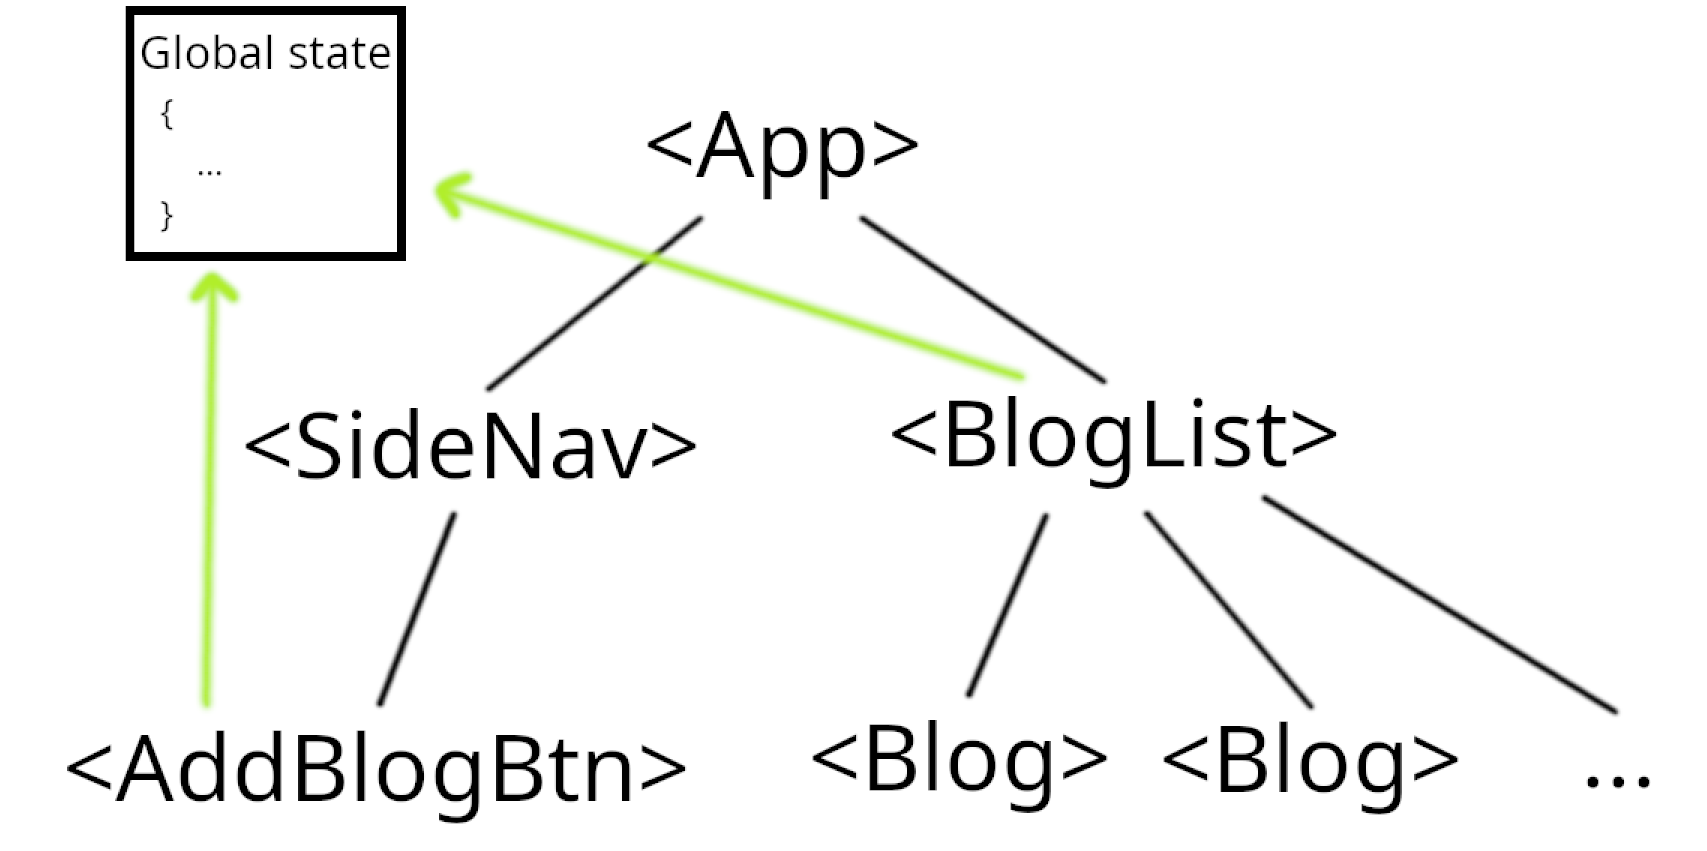 Global state
{
...
}
<App>
<SideNav>
<BlogList>
<AddBlogBtn>
<Blog>
<Blog>
...